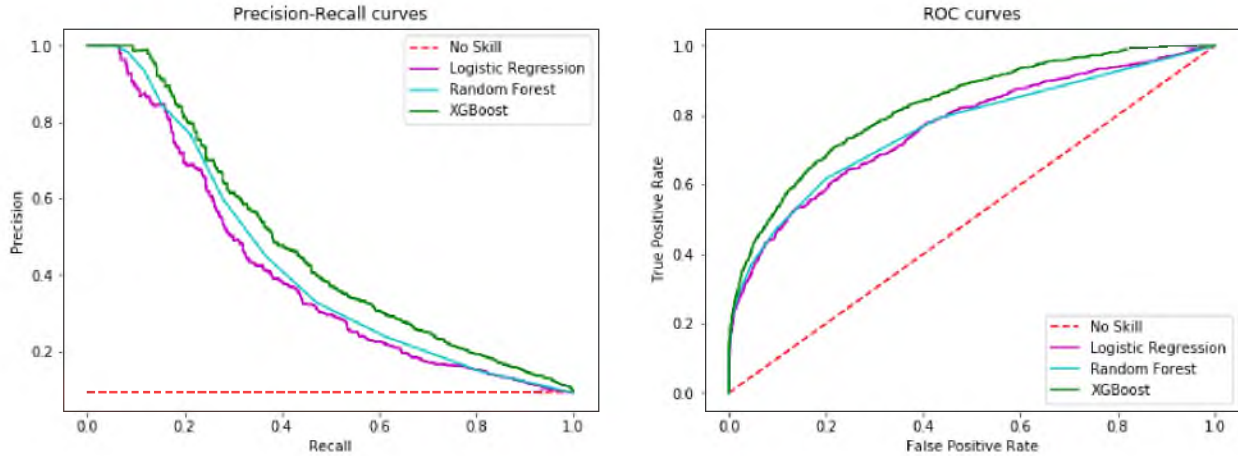 Precision-Recall curves
1.0
0.8
0.6
0.4
0.2
Precision
0.0 0.2 0.4 0.6 0.8 1.0
Recall
No Skill
Logistic Regression
Random Forest
XGBoost
ROC curves
1.0
0.8
0.6
0.4
0.2
0.0
True Positive Rate
0.0 0.2 0.4 0.6 0.8 1.0
False Positive Rate
No Skill
Logistic Regression
Random Forest
XGBoost